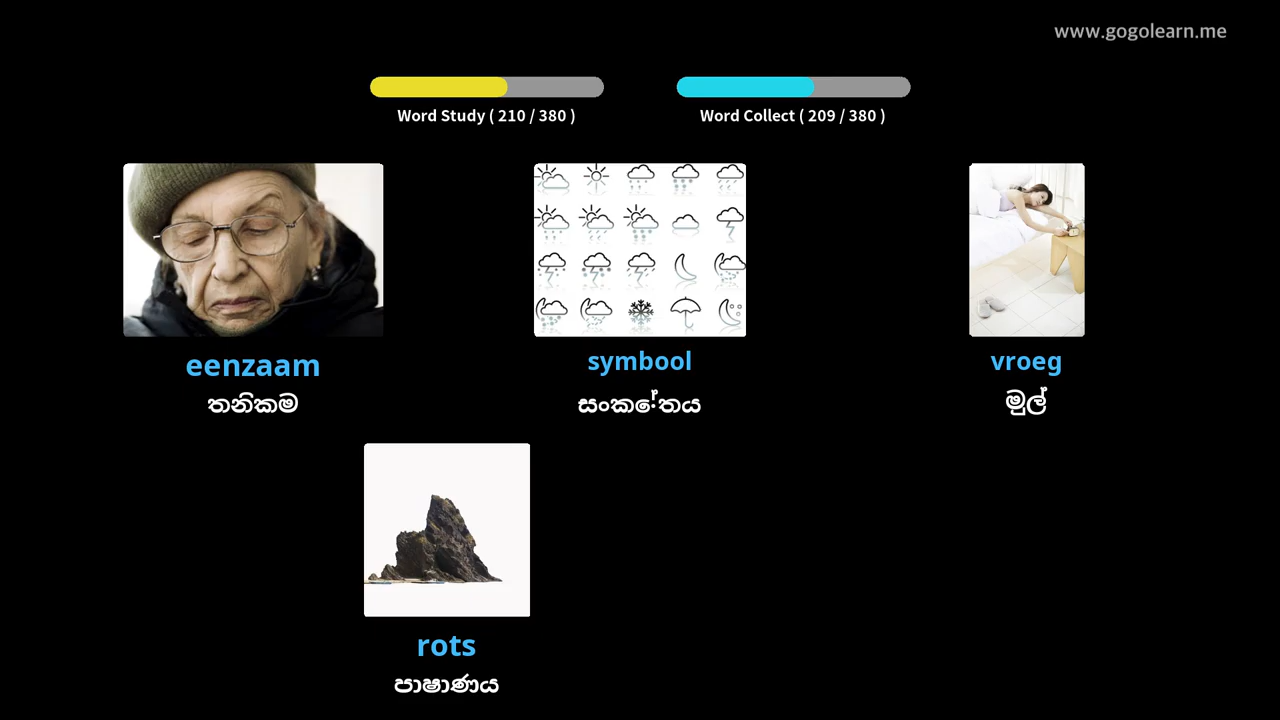 www.gogolearn.me
Word Study ( 210 / 380 )
Word Collect ( 209 / 380 )
eenzaam
symbool
vroeg
තනිකම
සංකේතය
මුල්
rots
පාෂාණය